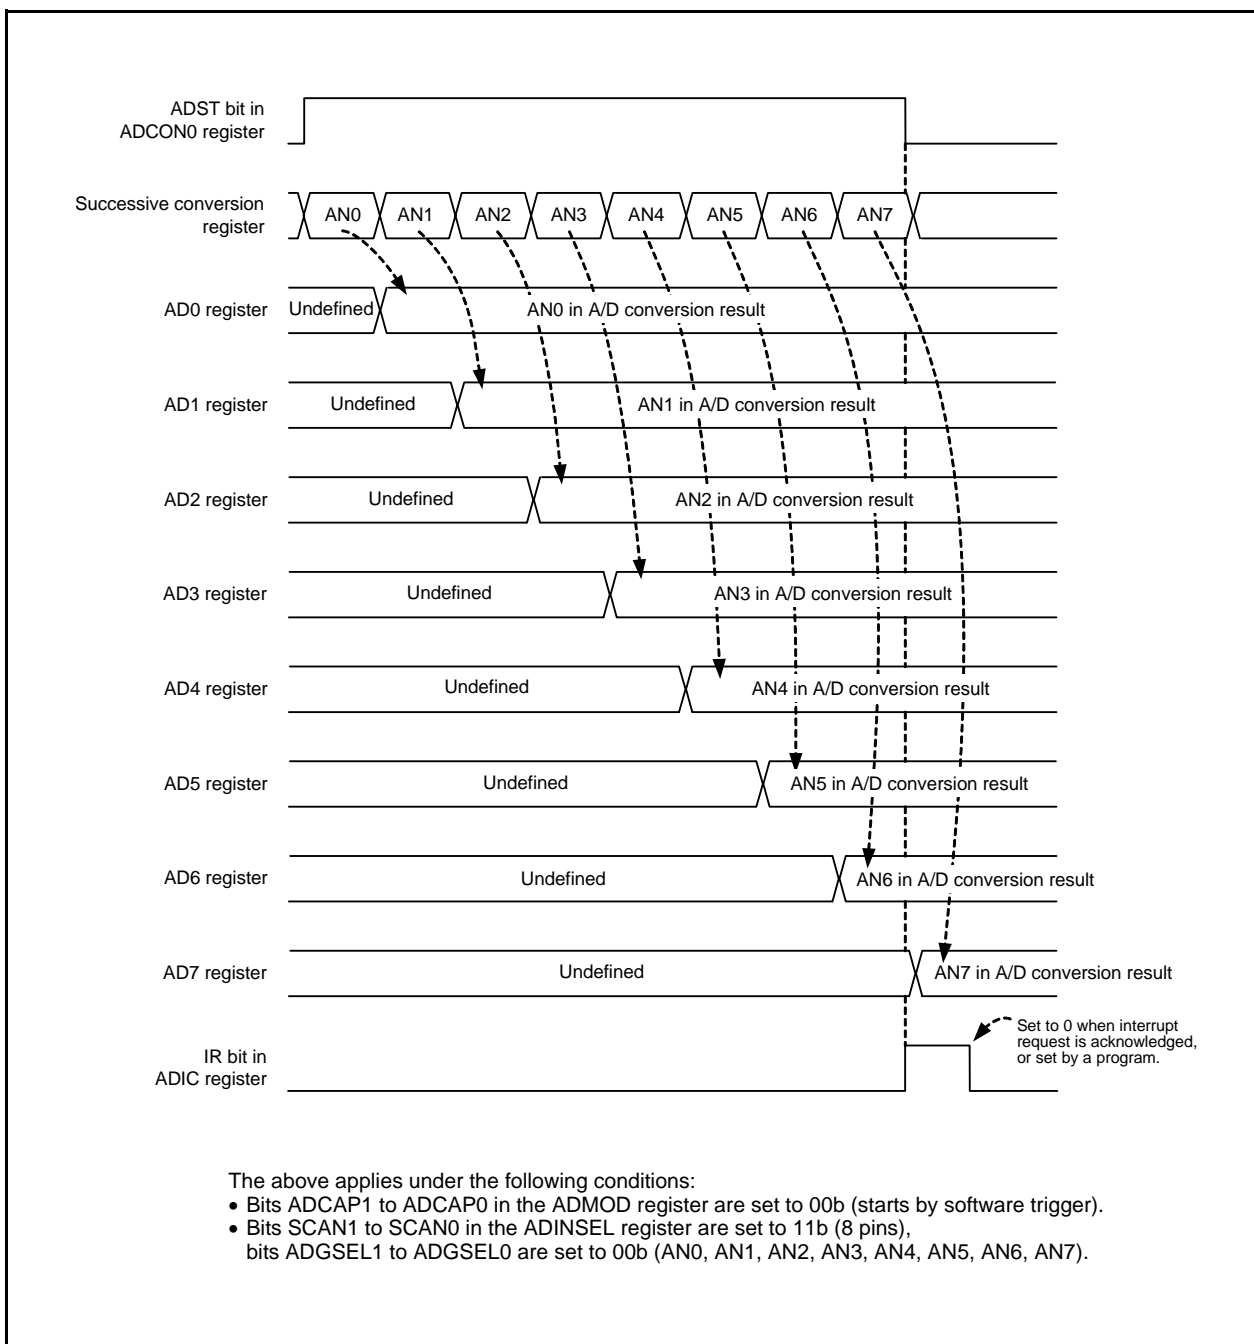 ADST bit in
ADCON0 register
Successive conversion
register
AN0 AN1 AN2 AN3 AN4 AN5 AN6 AN7
AD0 register
Undefined
AN0 in A/D conversion result
AD1 register
Undefined
AN1 in A/D conversion result
AD2 register
Undefined
AN2 in A/D conversion result
AD3 register
Undefined
AN3 in A/D conversion result
AD4 register
Undefined
AN4 in A/D conversion result
AD5 register
Undefined
AN5 in A/D conversion result
AD6 register
Undefined
AN6 in A/D conversion result
AD7 register
Undefined
AN7 in A/D conversion result
IR bit in
ADIC register
Set to 0 when interrupt
request is acknowledged,
or set by a program.
The above applies under the following conditions:
• Bits ADCAP1 to ADCAP0 in the ADMOD register are set to 00b (starts by software trigger).
• Bits SCAN1 to SCAN0 in the ADINSEL register are set to 11b (8 pins),
bits ADGSEL1 to ADGSEL0 are set to 00b (AN0, AN1, AN2, AN3, AN4, AN5, AN6, AN7).